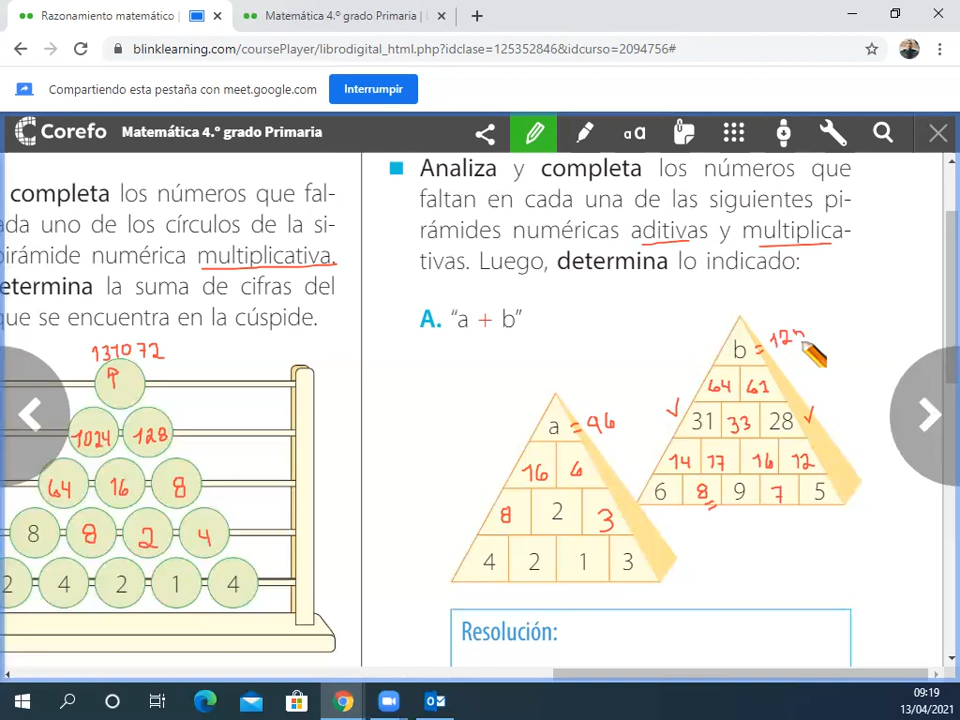 Razonamiento matemático
Matemática 4.º grado Primaria | L
blinklearning.com/coursePlayer/librodigital_html.php?idclase=125352846&idcurso=2094756#
Compartiendo esta pestaña con meet.google.com
Interrumpir
Corefo
Matemática 4.º grado Primaria
aa
completa los números que fal-
ada uno de los círculos de la si-
pirámide numérica multiplicativa.
etermina la suma de cifras del
que se encuentra en la cúspide.
131072
1024 128
64 16 8
8 8 2 4
2 4 2 1 4
Analiza y completa los números que
faltan en cada una de las siguientes pi-
rámides numéricas aditivas y multiplica-
tivas. Luego, determina lo indicado:
A. “a + b”
a = 96
16 6
8 2 3
4 2 1 3
b =
64 61
31 33 28
14 17 16 12
6 8 9 7 5
Resolución:
09:19
13/04/2021